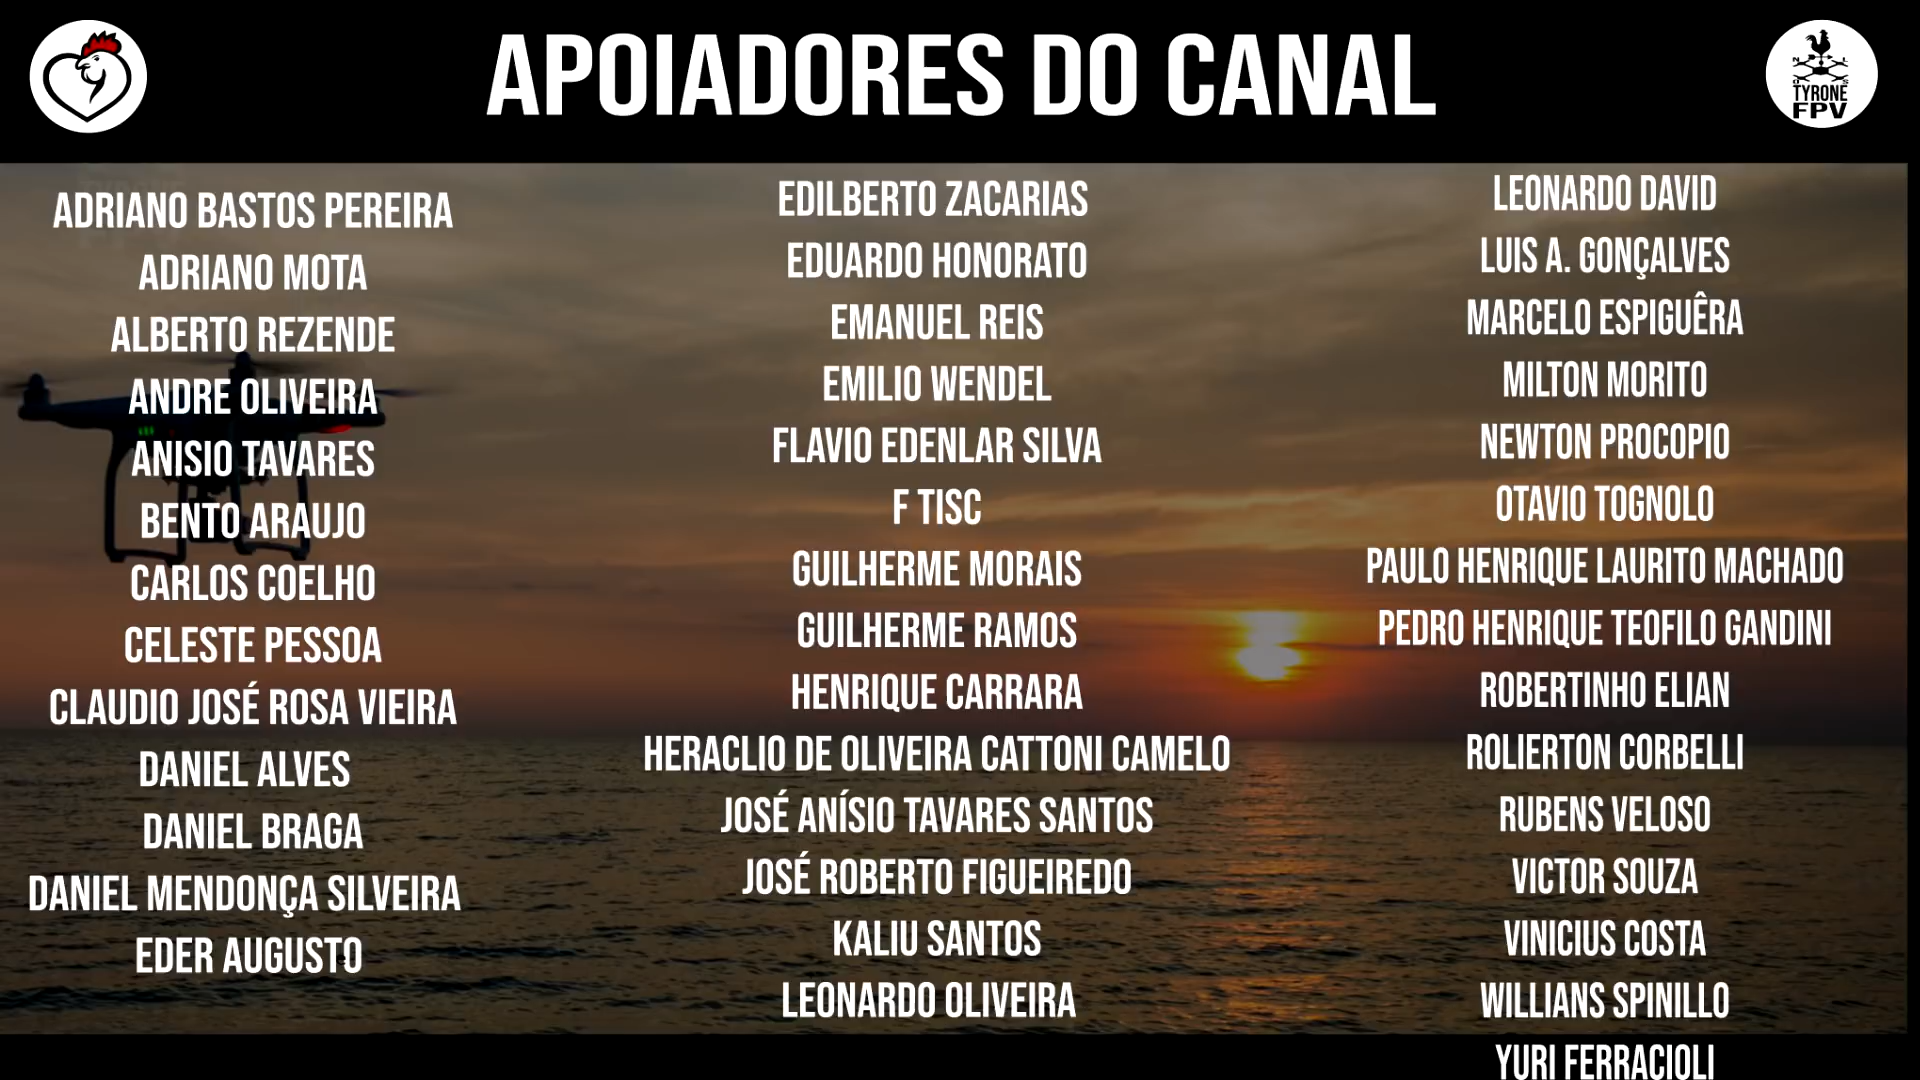 APOIADORES DO CANAL
TYRONE
FPV
ADRIANO BASTOS PEREIRA
ADRIANO MOTA
ALBERTO REZENDE
ANDRE OLIVEIRA
ANISIO TAVARES
BENTO ARAUJO
CARLOS COELHO
CELESTE PESSOA
CLAUDIO JOSÉ ROSA VIEIRA
DANIEL ALVES
DANIEL BRAGA
DANIEL MENDONÇA SILVEIRA
EDER AUGUSTO
EDILBERTO ZACARIAS
EDUARDO HONORATO
EMANUEL REIS
EMILIO WENDEL
FLAVIO EDENLAR SILVA
F TISC
GUILHERME MORAIS
GUILHERME RAMOS
HENRIQUE CARRARA
HERACLIO DE OLIVEIRA CATTONI CAMELO
JOSÉ ANÍSIO TAVARES SANTOS
JOSÉ ROBERTO FIGUEIREDO
KALIU SANTOS
LEONARDO OLIVEIRA
LEONARDO DAVID
LUIS A. GONÇALVES
MARCELO ESPIGUÊRA
MILTON MORITO
NEWTON PROCOPIO
OTAVIO TOGNOLO
PAULO HENRIQUE LAURITO MACHADO
PEDRO HENRIQUE TEOFILO GANDINI
ROBERTINHO ELIAN
ROLIERTON CORBELLI
RUBENS VELOSO
VICTOR SOUZA
VINICIUS COSTA
WILLIANS SPINILLO
YURI FERRACIOLI